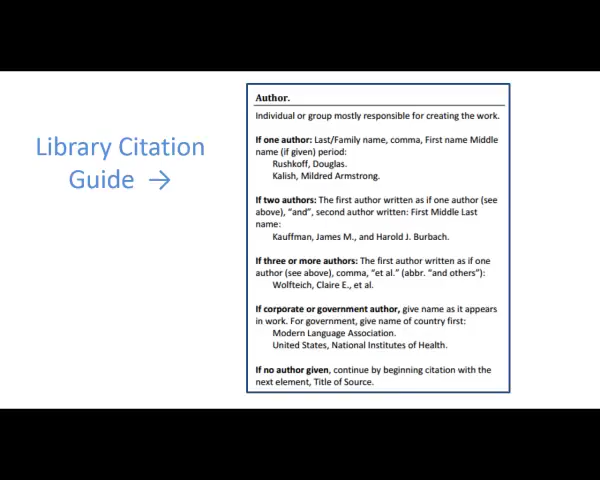 Library Citation
Guide →
Author.
Individual or group mostly responsible for creating the work.
If one author: Last/Family name, comma, First name Middle
name (if given) period:
Rushkoff, Douglas.
Kalish, Mildred Armstrong.
If two authors: The first author written as if one author (see
above), “and”, second author written: First Middle Last
name:
Kauffman, James M., and Harold J. Burbach.
If three or more authors: The first author written as if one
author (see above), comma, “et al.” (abbr. “and others”):
Wolfteich, Claire E., et al.
If corporate or government author, give name as it appears
in work. For government, give name of country first:
Modern Language Association.
United States, National Institutes of Health.
If no author given, continue by beginning citation with the
next element, Title of Source.